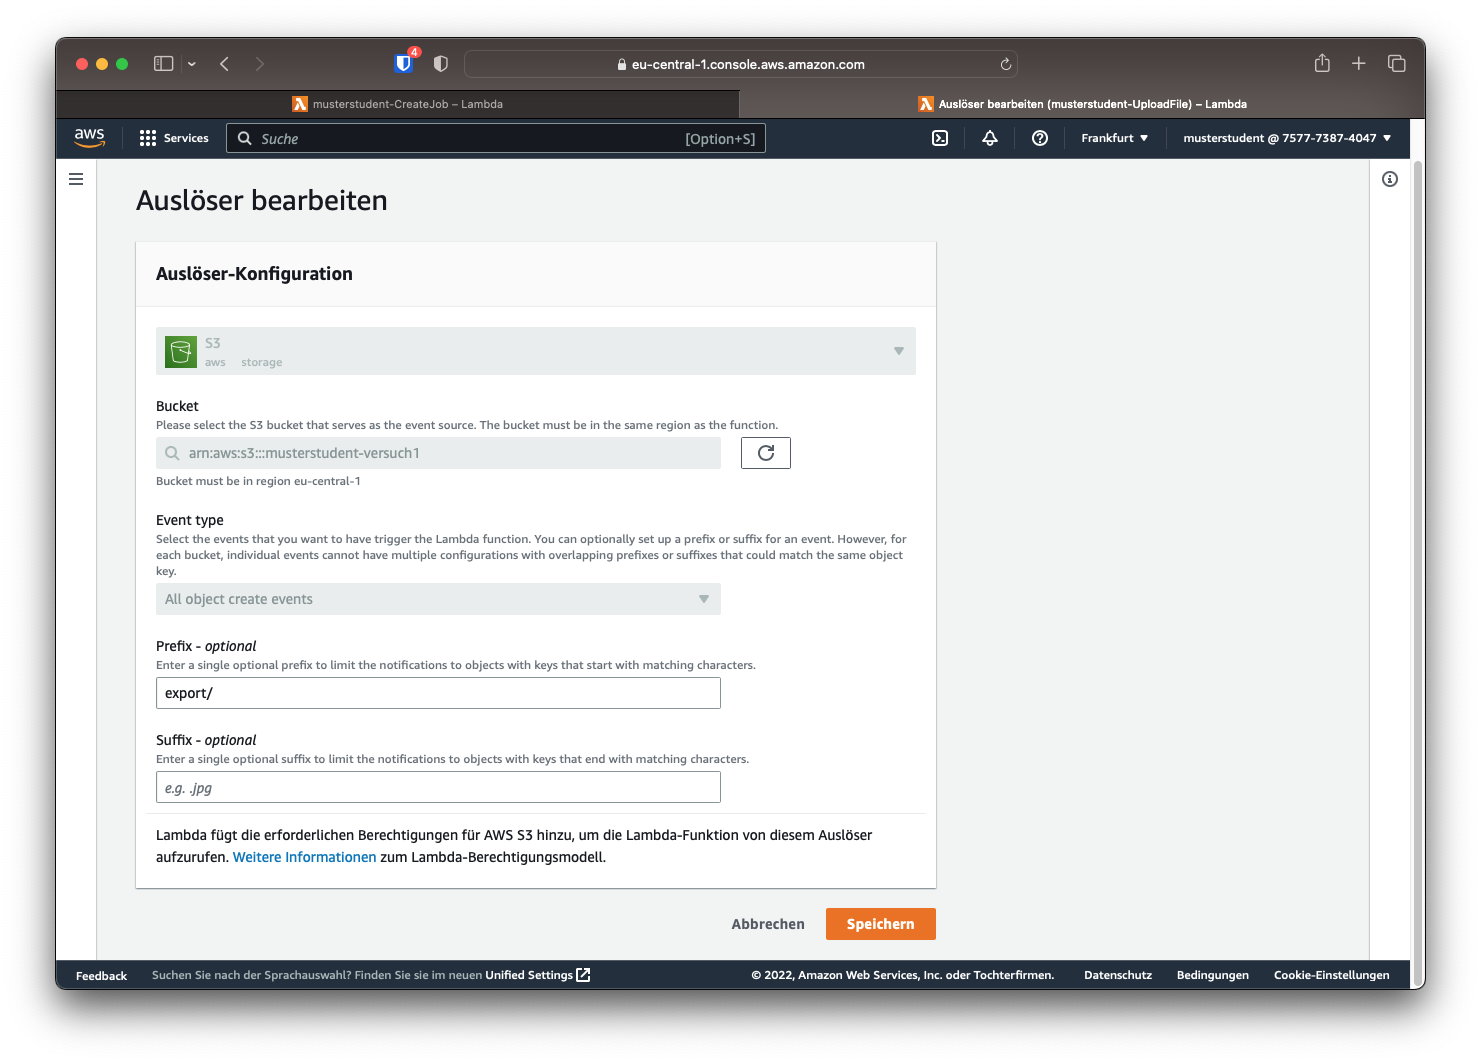 4
eu-central-1.console.aws.amazon.com
musterstudent-CreateJob – Lambda
Auslöser bearbeiten (musterstudent-UploadFile) – Lambda
aws
Services
Suche
[Option+S]
Frankfurt
musterstudent @ 7577-7387-4047
Auslöser bearbeiten
Auslöser-Konfiguration
S3
aws storage
Bucket
Please select the S3 bucket that serves as the event source. The bucket must be in the same region as the function.
arn:aws:s3:::musterstudent-versuch1
Bucket must be in region eu-central-1
Event type
Select the events that you want to have trigger the Lambda function. You can optionally set up a prefix or suffix for an event. However, for
each bucket, individual events cannot have multiple configurations with overlapping prefixes or suffixes that could match the same object
key.
All object create events
Prefix - optional
Enter a single optional prefix to limit the notifications to objects with keys that start with matching characters.
export/
Suffix - optional
Enter a single optional suffix to limit the notifications to objects with keys that end with matching characters.
e.g. .jpg
Lambda fügt die erforderlichen Berechtigungen für AWS S3 hinzu, um die Lambda-Funktion von diesem Auslöser
aufzurufen. Weitere Informationen zum Lambda-Berechtigungsmodell.
Abbrechen
Speichern
Feedback
Suchen Sie nach der Sprachauswahl? Finden Sie sie im neuen Unified Settings
© 2022, Amazon Web Services, Inc. oder Tochterfirmen.
Datenschutz
Bedingungen
Cookie-Einstellungen